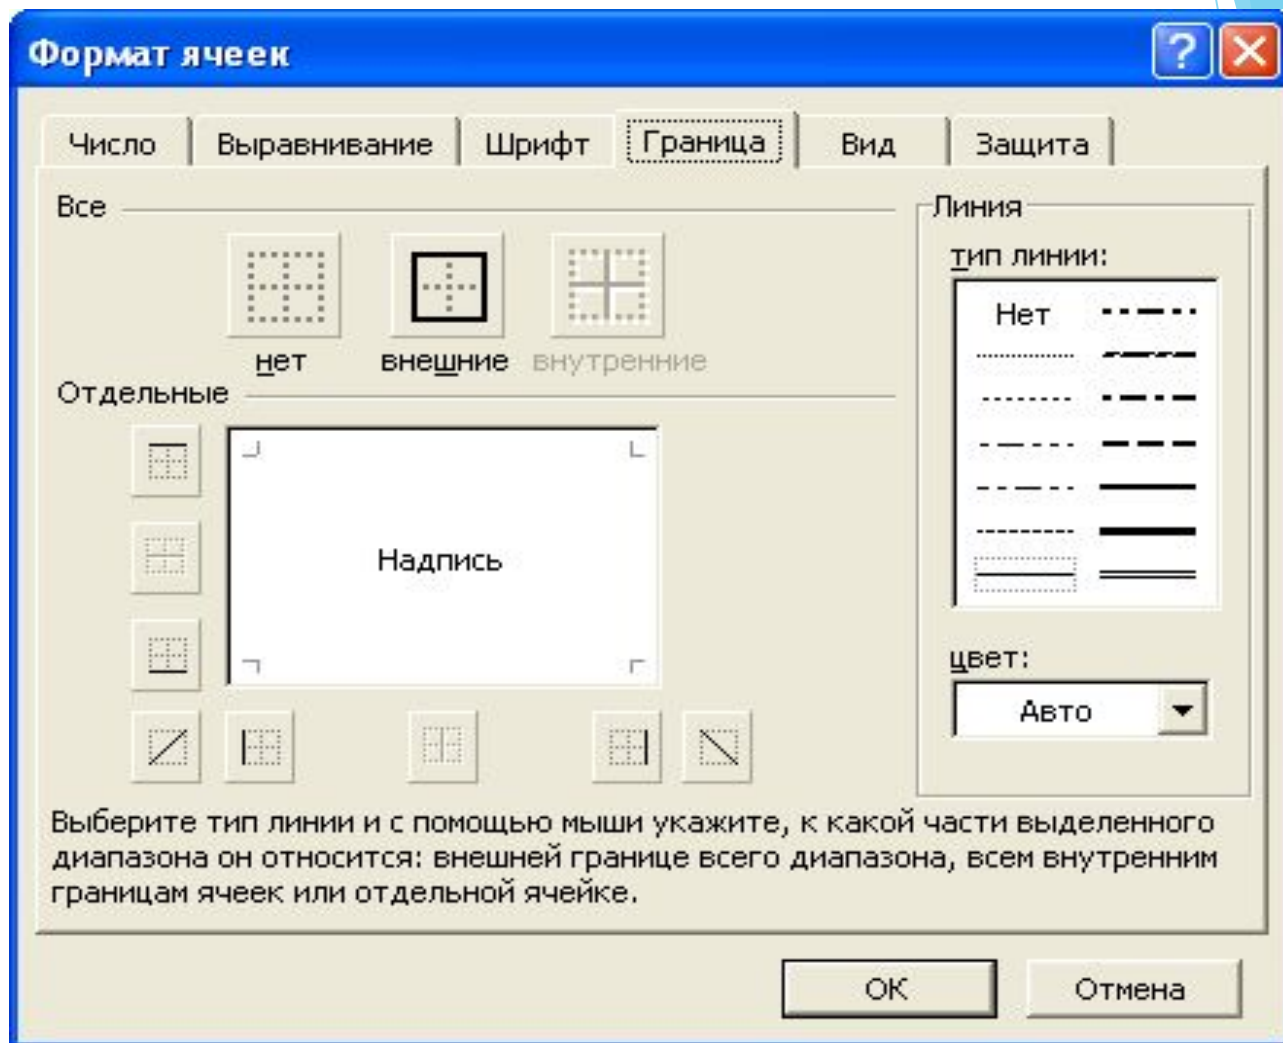 Формат ячеек
Число
Выравнивание
Шрифт
Граница
Вид
Защита
Все
нет
внешние
внутренние
Отдельные
Надпись
Линия
тип линии:
Нет
цвет:
Авто
Выберите тип линии и с помощью мыши укажите, к какой части выделенного
диапазона он относится: внешней границе всего диапазона, всем внутренним
границам ячеек или отдельной ячейке.
ОК
Отмена